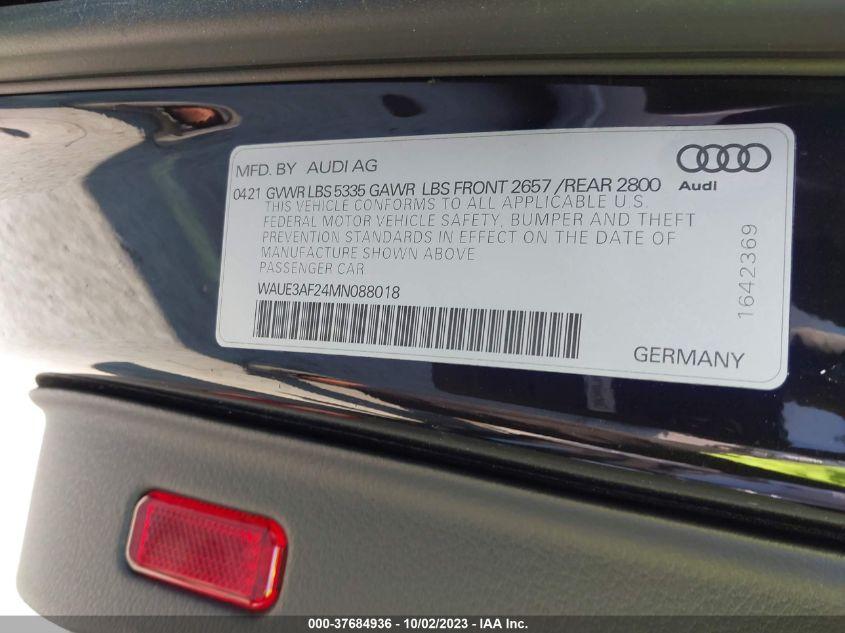 MFD. BY AUDI AG
Audi
0421 GVWR LBS 5335 GAWR LBS FRONT 2657 /REAR 2800
THIS VEHICLE CONFORMS TO ALL APPLICABLE U.S.
FEDERAL MOTOR VEHICLE SAFETY, BUMPER AND THEFT
PREVENTION STANDARDS IN EFFECT ON THE DATE OF
MANUFACTURE SHOWN ABOVE
PASSENGER CAR
WAUE3AF24MN088018
1642369
GERMANY
000-37684936 - 10/02/2023 - IAA Inc.